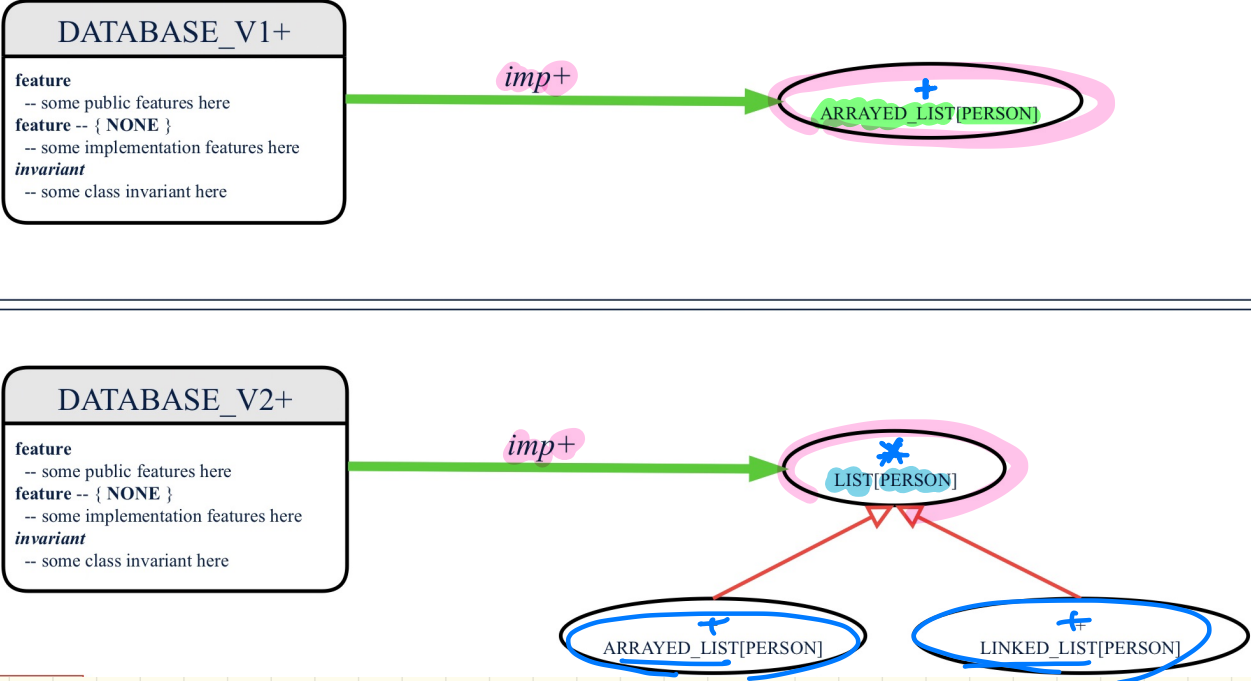 DATABASE_V1+
feature
-- some public features here
feature -- { NONE }
-- some implementation features here
invariant
-- some class invariant here
imp+
+
ARRAYED_LIST[PERSON]
DATABASE_V2+
feature
-- some public features here
feature -- { NONE }
-- some implementation features here
invariant
-- some class invariant here
imp+
*
LIST[PERSON]
+
ARRAYED_LIST[PERSON]
+
LINKED_LIST[PERSON]